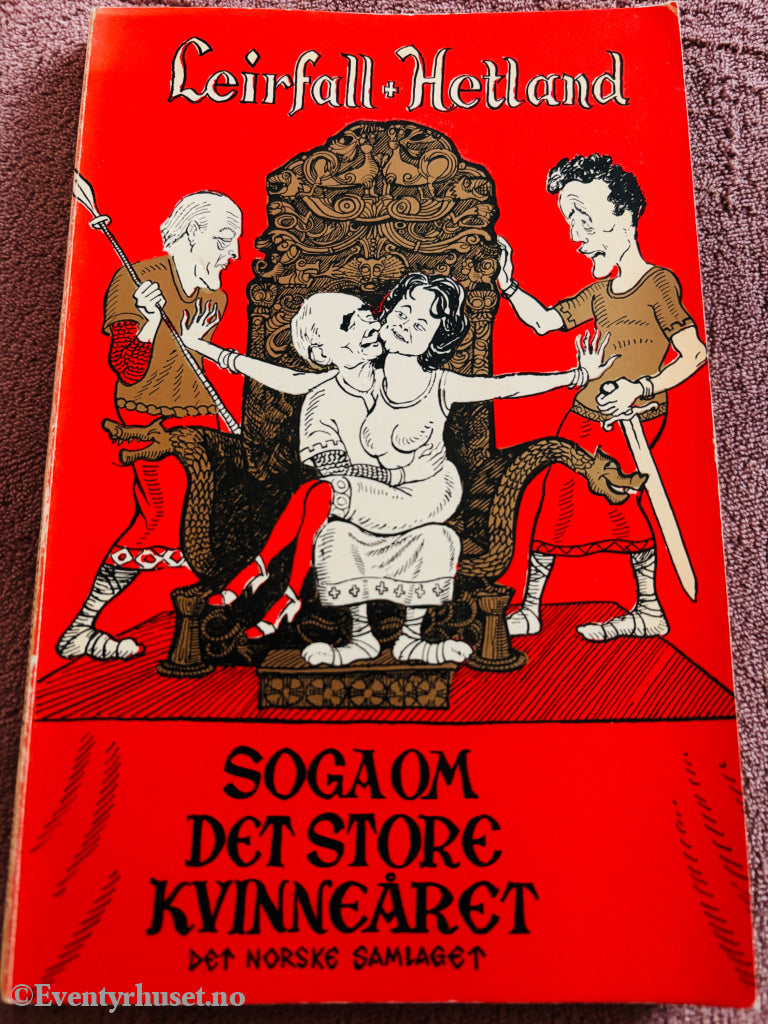 Leirfall + Hetland
SOGA OM
DET STORE
KVINNEÅRET
DET NORSKE SAMLAGET
©Eventyrhuset.no